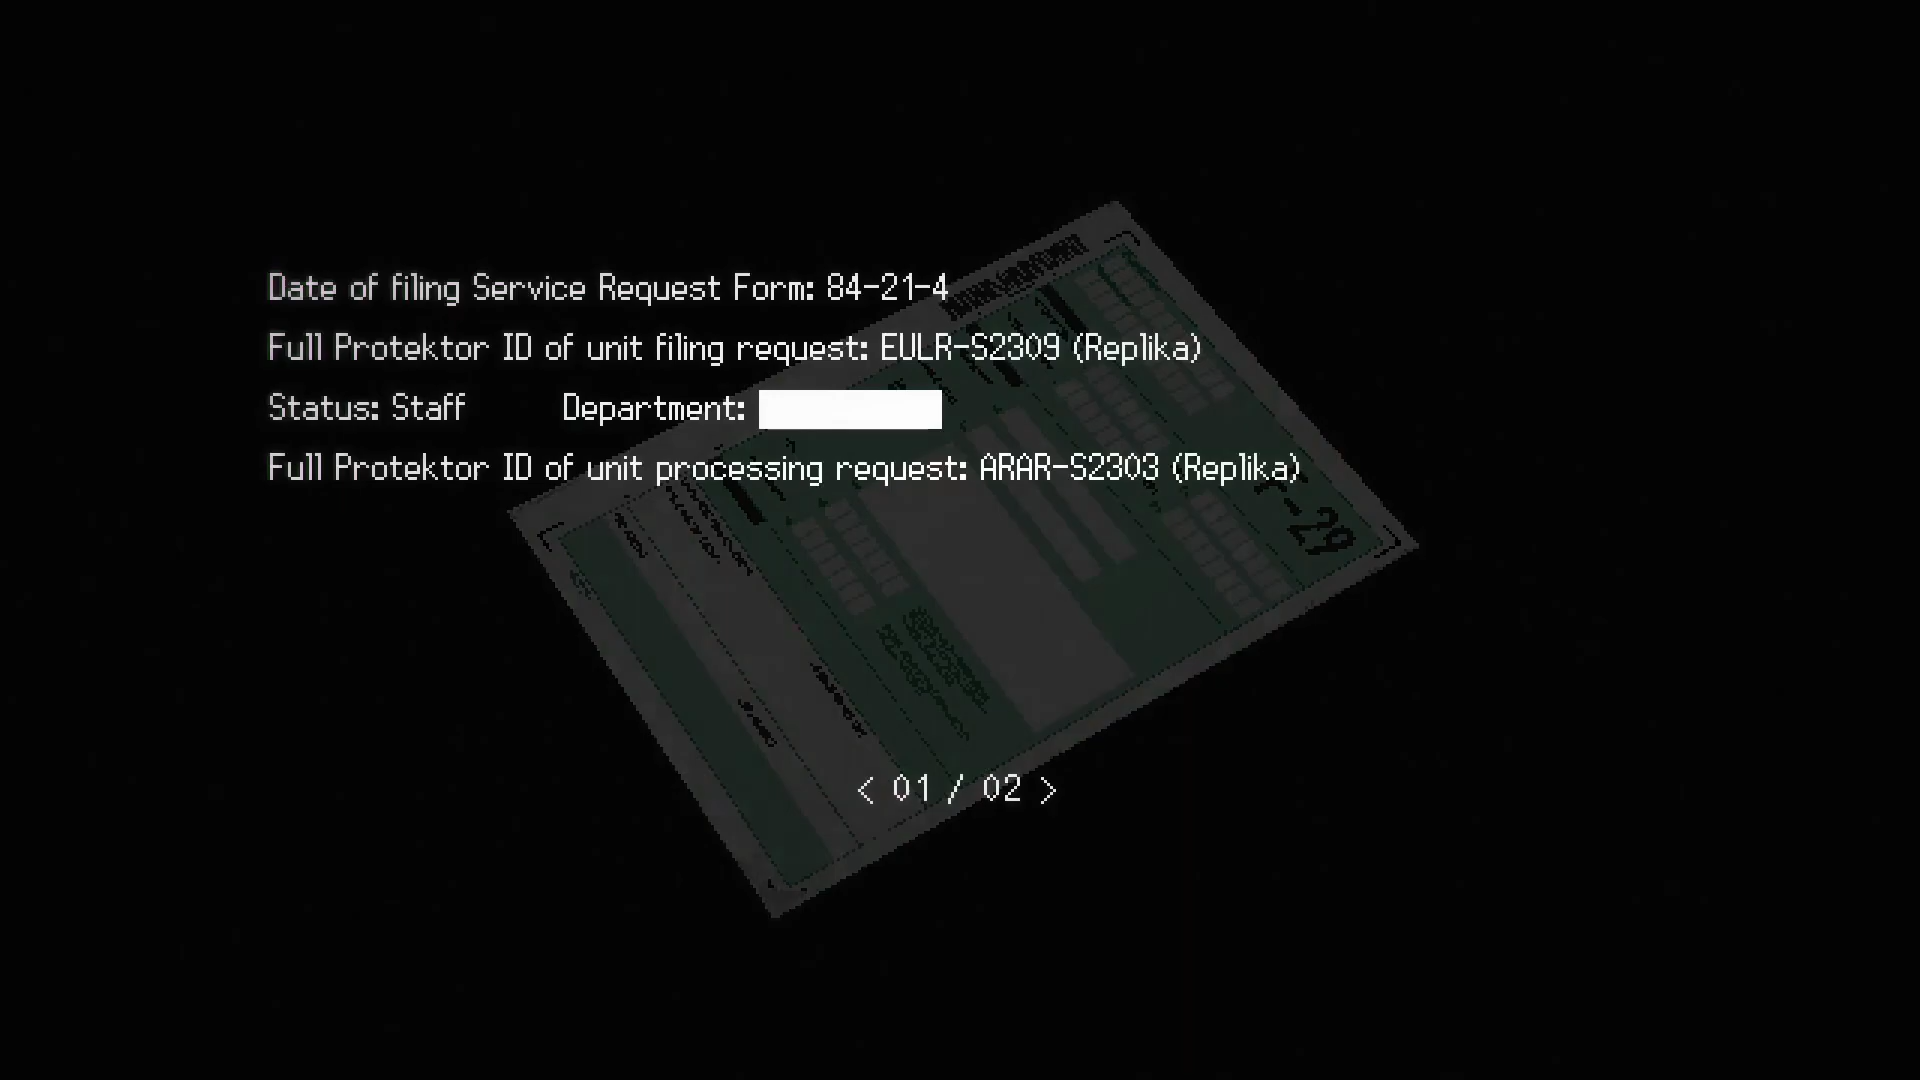 Date of filing Service Request Form: 84-21-4
Full Protektor ID of unit filing request: EULR-S2309 (Replika)
Status: Staff Department:
Full Protektor ID of unit processing request: ARAR-S2303 (Replika)
T-29
< 01 / 02 >